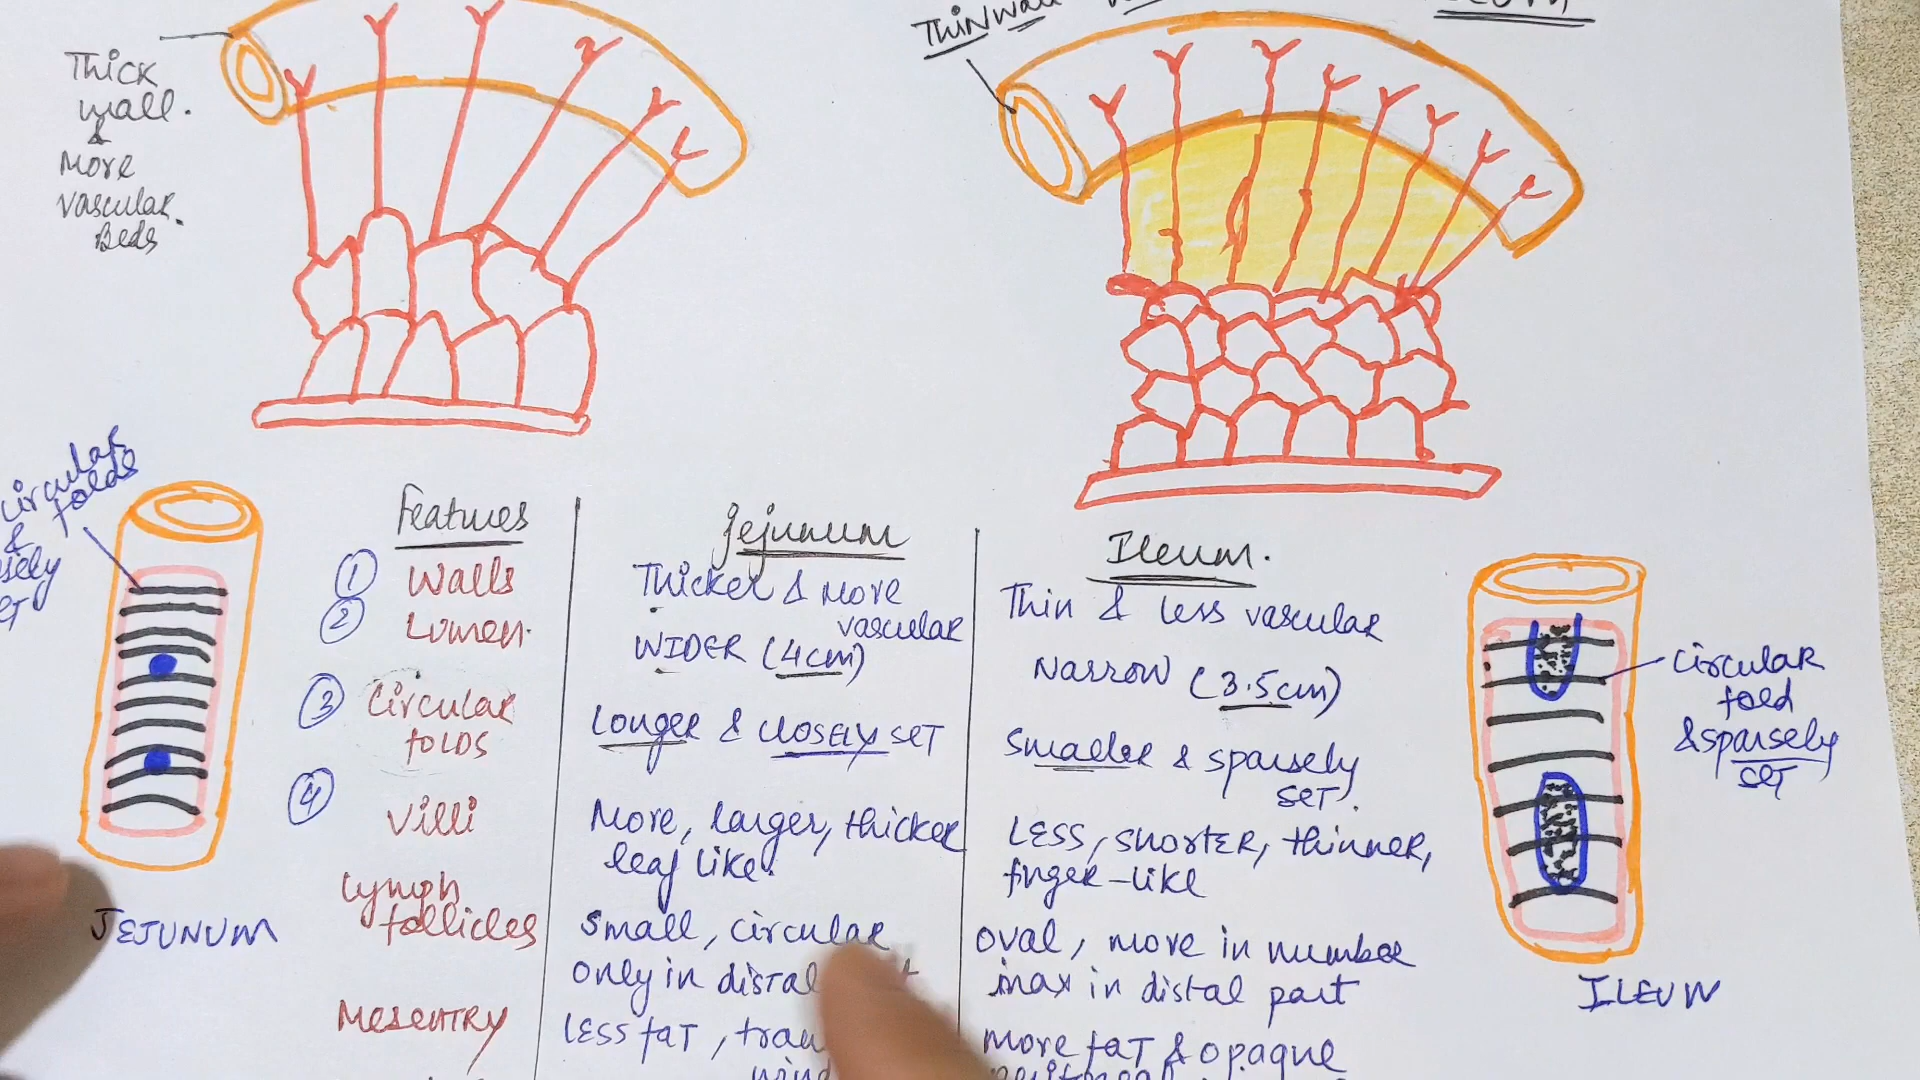 Thin wall
Thick
wall.
&
More
vascular
Beds
circular
folds
&
Features
Jejunum
Ileum.
① Walls
Thicker & more
vascular
Thin & less vascular
② Lumen.
WIDER (4cm)
Narrow (3.5cm)
③ Circular
folds
Longer & closely set
Smaller & sparsely
set.
④ Villi
More, larger, thicker
leaf like.
LESS, shorter, thinner,
finger-like
Lymph
follicles
Small, circular
only in distal
oval, more in number
max in distal part
Mesentry
Less fat,
More fat & opaque
circular
fold
& sparsely
set
JEJUNUM
ILEUM